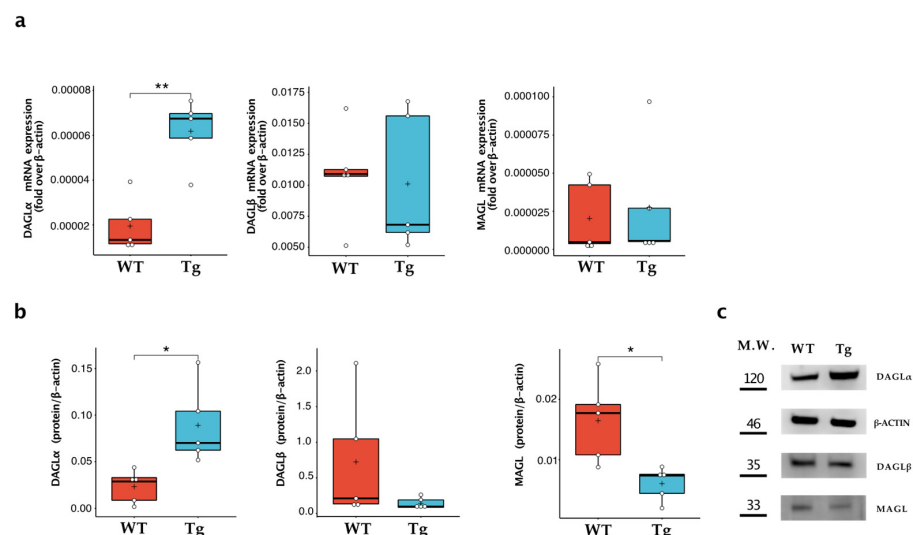 a
DAGLα mRNA expression
(fold over β-actin)
0.00008
0.00006
0.00004
0.00002
**
WT Tg
DAGLβ mRNA expression
(fold over β-actin)
0.0175
0.0150
0.0125
0.0100
0.0075
0.0050
WT Tg
MAGL mRNA expression
(fold over β-actin)
0.000100
0.000075
0.000050
0.000025
0.000000
WT Tg
b
DAGLα (protein/β-actin)
0.15
0.10
0.05
0.00
*
WT Tg
DAGLβ (protein/β-actin)
2.0
1.5
1.0
0.5
0.0
WT Tg
MAGL (protein/β-actin)
0.02
0.01
*
WT Tg
c
M.W. WT Tg
120 DAGLα
46 β-ACTIN
35 DAGLβ
33 MAGL